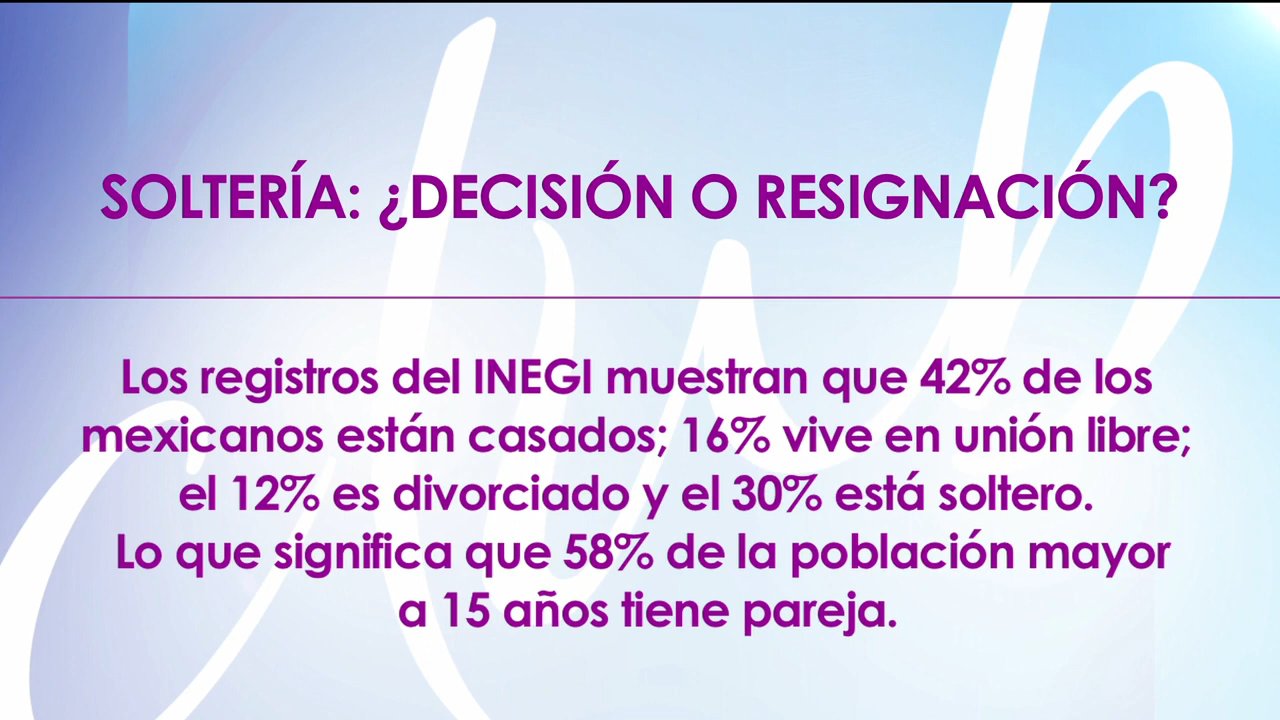 SOLTERÍA: ¿DECISIÓN O RESIGNACIÓN?
Los registros del INEGI muestran que 42% de los
mexicanos están casados; 16% vive en unión libre;
el 12% es divorciado y el 30% está soltero.
Lo que significa que 58% de la población mayor
a 15 años tiene pareja.